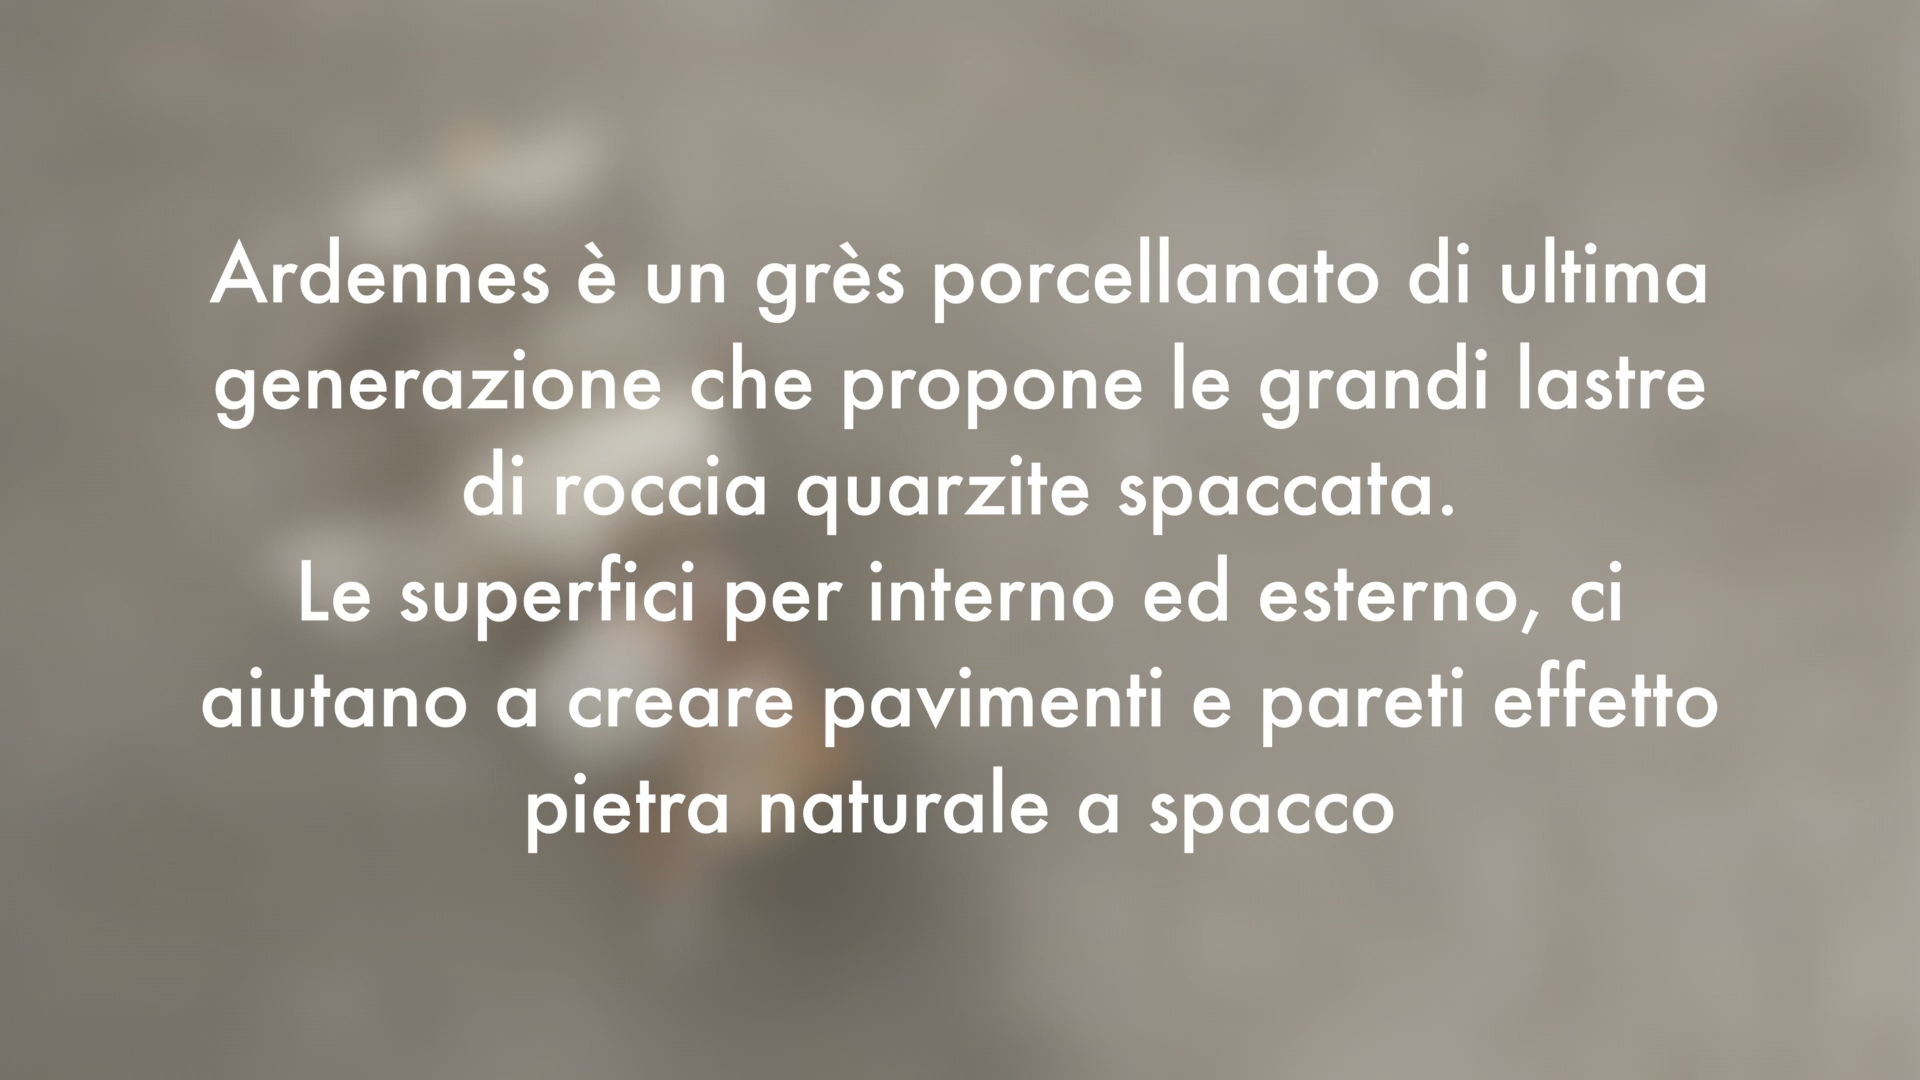 Ardennes è un grès porcellanato di ultima
generazione che propone le grandi lastre
di roccia quarzite spaccata.
Le superfici per interno ed esterno, ci
aiutano a creare pavimenti e pareti effetto
pietra naturale a spacco